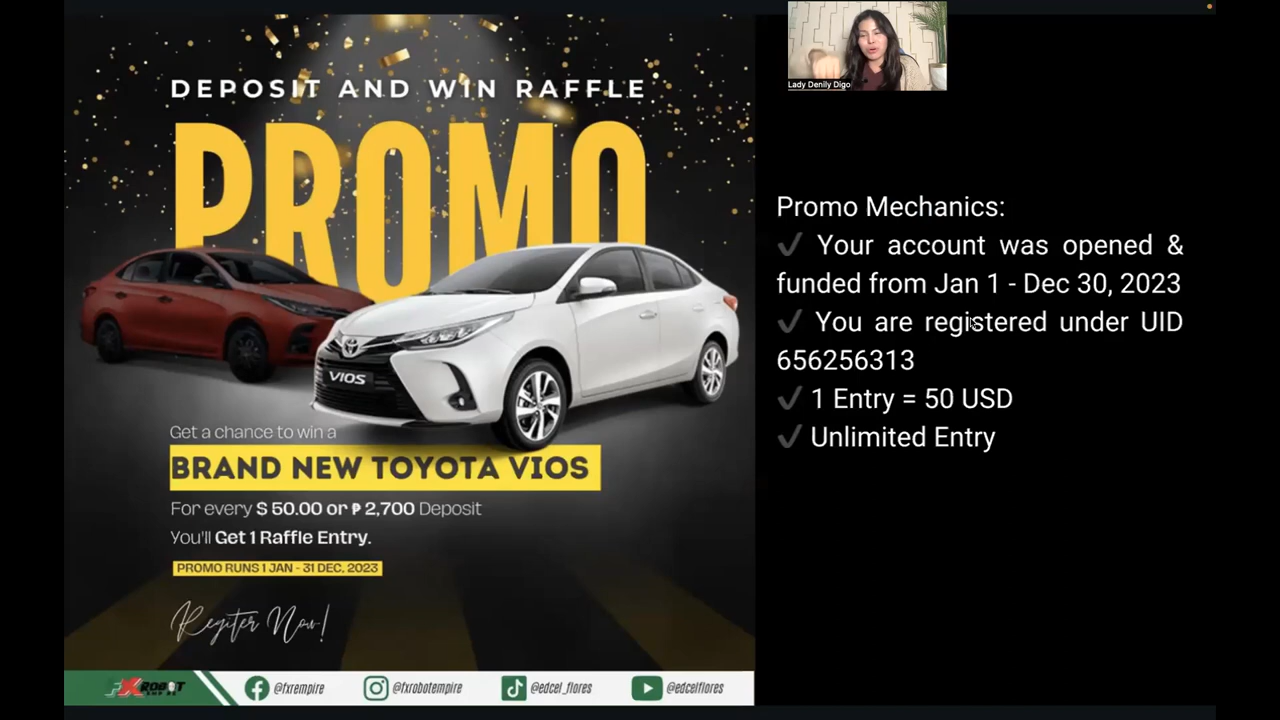 DEPOSIT AND WIN RAFFLE
PROMO
VIOS
Get a chance to win a
BRAND NEW TOYOTA VIOS
For every $ 50.00 or ₱ 2,700 Deposit
You'll Get 1 Raffle Entry.
PROMO RUNS 1 JAN - 31 DEC, 2023
Regiter Now!
FX ROBOT
@fxrempire
@fxrobotempire
@edcel_flores
@edcelflores
Lady Denily Digo
Promo Mechanics:
✔ Your account was opened &
funded from Jan 1 - Dec 30, 2023
✔ You are registered under UID
656256313
✔ 1 Entry = 50 USD
✔ Unlimited Entry